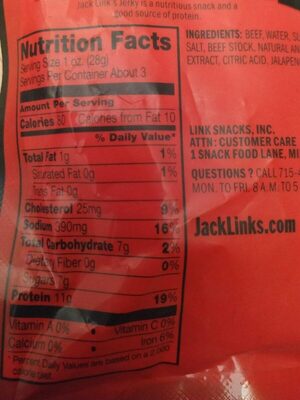 Jack Link's Jerky is a nutritious snack and a
good source of protein.
Nutrition Facts
Serving Size 1 oz. (28g)
Servings Per Container About 3
Amount Per Serving
Calories 80 Calories from Fat 10
% Daily Value*
Total Fat 1g 1%
Saturated Fat 0g 1%
Trans Fat 0g
Cholesterol 25mg 9%
Sodium 390mg 16%
Total Carbohydrate 7g 2%
Dietary Fiber 0g 0%
Sugars 7g
Protein 11g 19%
Vitamin A 0% • Vitamin C 0%
Calcium 0% • Iron 6%
*Percent Daily Values are based on a 2,000
calorie diet.
INGREDIENTS: BEEF, WATER,
SALT, BEEF STOCK, NATURAL
EXTRACT, CITRIC ACID,
LINK SNACKS, INC.
ATTN: CUSTOMER CARE
1 SNACK FOOD LANE,
QUESTIONS? CALL 715-
MON. TO FRI. 8 A.M. TO 5
JackLinks.com